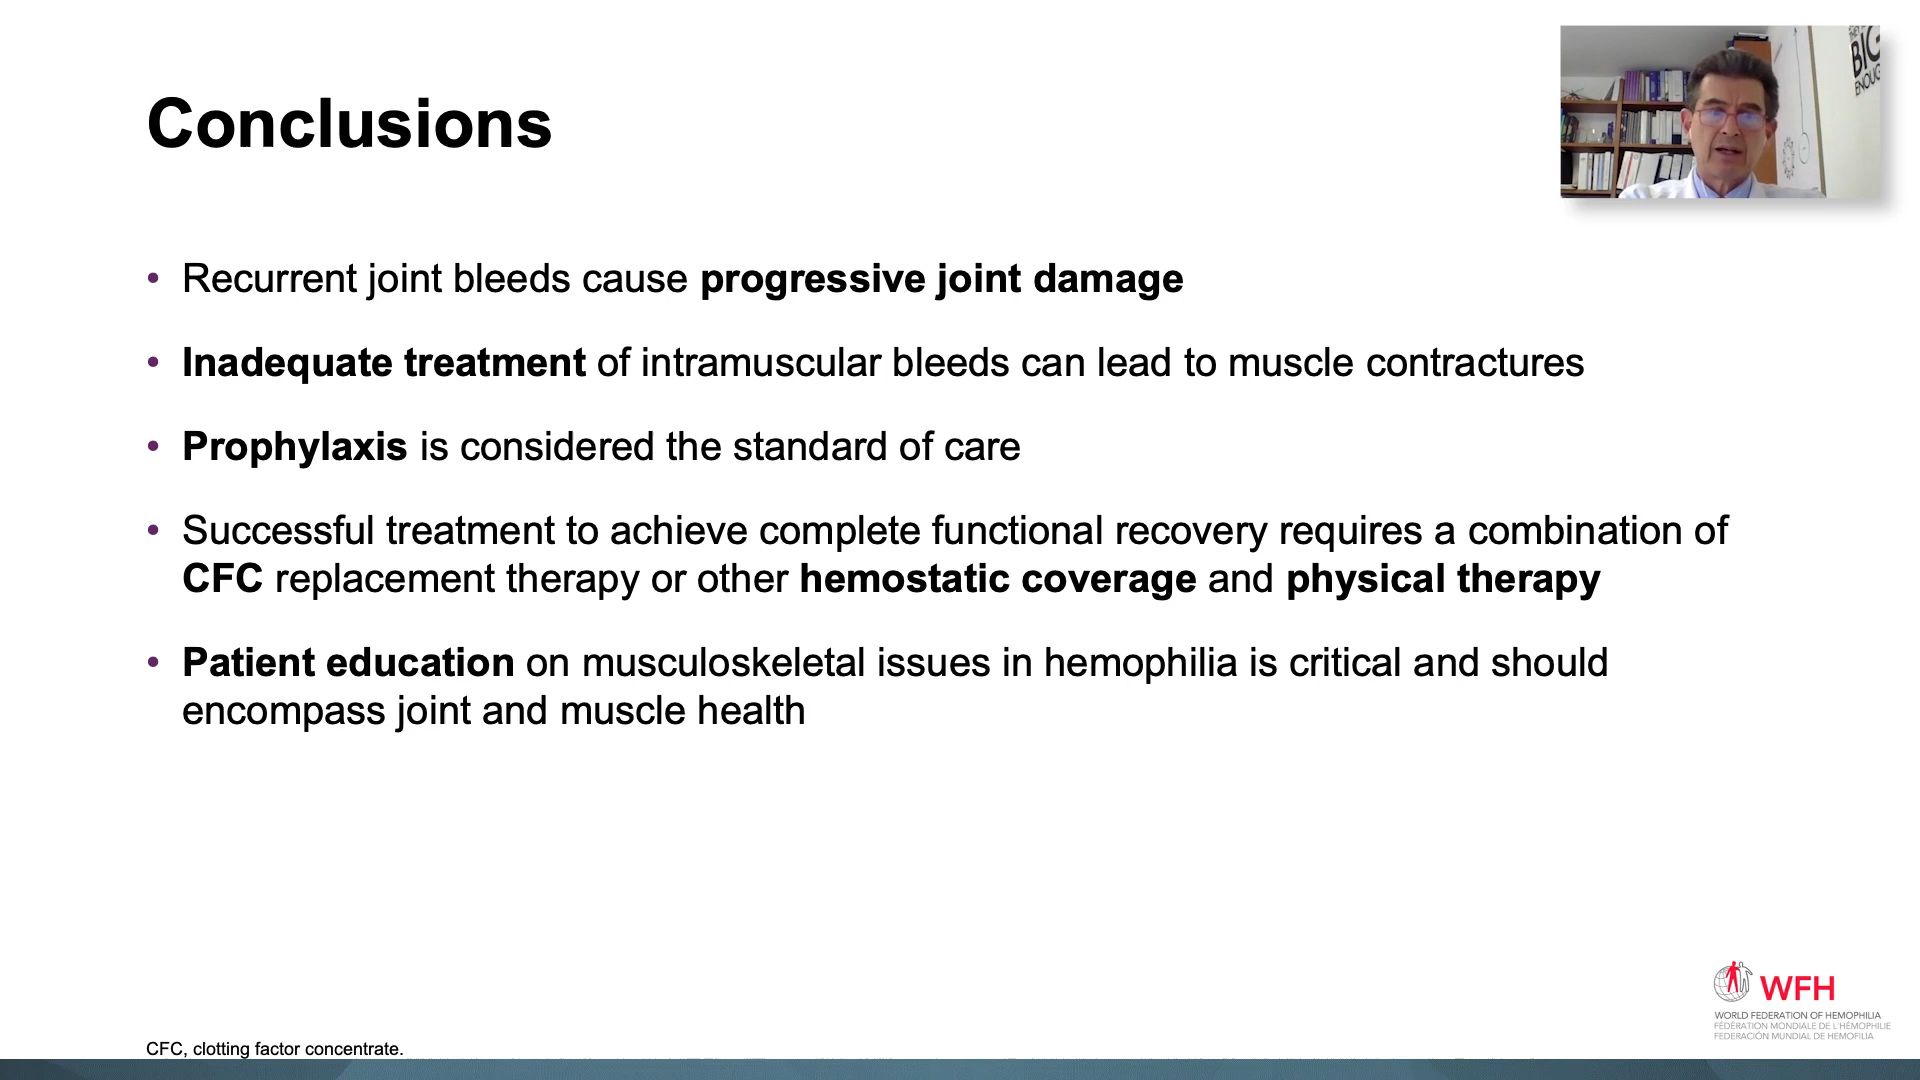 Conclusions
BIG
ENOUG
• Recurrent joint bleeds cause progressive joint damage
• Inadequate treatment of intramuscular bleeds can lead to muscle contractures
• Prophylaxis is considered the standard of care
• Successful treatment to achieve complete functional recovery requires a combination of
CFC replacement therapy or other hemostatic coverage and physical therapy
• Patient education on musculoskeletal issues in hemophilia is critical and should
encompass joint and muscle health
WFH
WORLD FEDERATION OF HEMOPHILIA
FÉDÉRATION MONDIALE DE L'HÉMOPHILIE
FEDERACIÓN MUNDIAL DE HEMOFILIA
CFC, clotting factor concentrate.